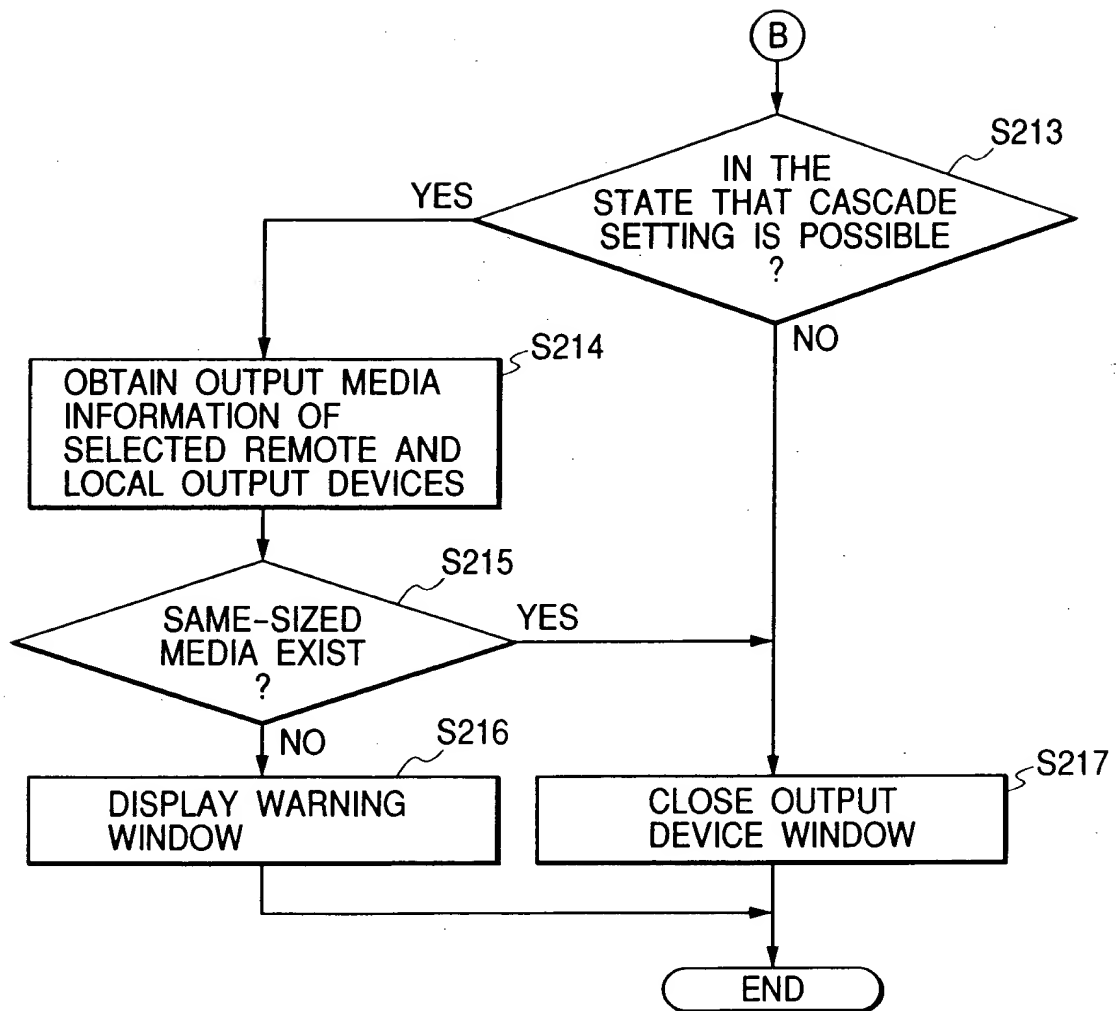 B
S213
IN THE
STATE THAT CASCADE
SETTING IS POSSIBLE
?
YES
NO
S214
OBTAIN OUTPUT MEDIA
INFORMATION OF
SELECTED REMOTE AND
LOCAL OUTPUT DEVICES
S215
SAME-SIZED
MEDIA EXIST
?
YES
NO
S216
DISPLAY WARNING
WINDOW
S217
CLOSE OUTPUT
DEVICE WINDOW
END